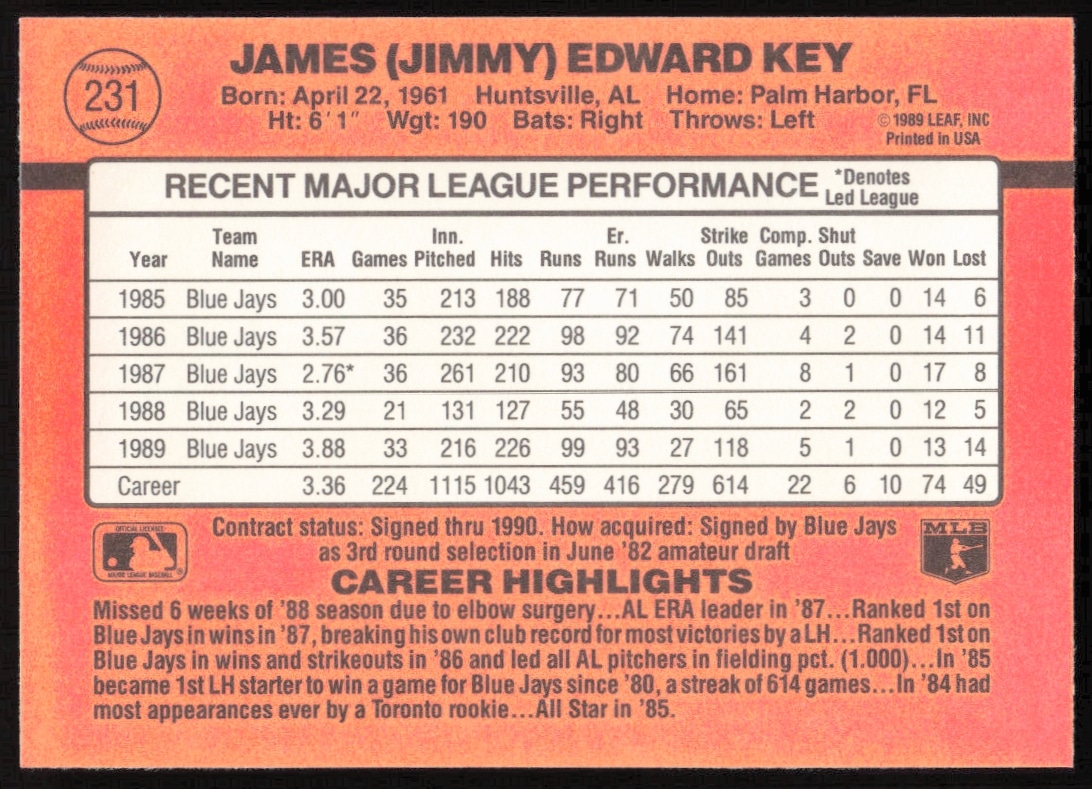 231
JAMES (JIMMY) EDWARD KEY
Born: April 22, 1961 Huntsville, AL Home: Palm Harbor, FL
Ht: 6' 1" Wgt: 190 Bats: Right Throws: Left
© 1989 LEAF, INC
Printed in USA
RECENT MAJOR LEAGUE PERFORMANCE *Denotes
Led League
Team Inn. Er. Strike Comp. Shut
Year Name ERA Games Pitched Hits Runs Runs Walks Outs Games Outs Save Won Lost
1985 Blue Jays 3.00 35 213 188 77 71 50 85 3 0 0 14 6
1986 Blue Jays 3.57 36 232 222 98 92 74 141 4 2 0 14 11
1987 Blue Jays 2.76* 36 261 210 93 80 66 161 8 1 0 17 8
1988 Blue Jays 3.29 21 131 127 55 48 30 65 2 2 0 12 5
1989 Blue Jays 3.88 33 216 226 99 93 27 118 5 1 0 13 14
Career 3.36 224 1115 1043 459 416 279 614 22 6 10 74 49
OFFICIAL LICENSEE
MAJOR LEAGUE BASEBALL
Contract status: Signed thru 1990. How acquired: Signed by Blue Jays
as 3rd round selection in June '82 amateur draft
MLB
CAREER HIGHLIGHTS
Missed 6 weeks of '88 season due to elbow surgery...AL ERA leader in '87...Ranked 1st on
Blue Jays in wins in '87, breaking his own club record for most victories by a LH...Ranked 1st on
Blue Jays in wins and strikeouts in '86 and led all AL pitchers in fielding pct. (1.000)...In '85
became 1st LH starter to win a game for Blue Jays since '80, a streak of 614 games...In '84 had
most appearances ever by a Toronto rookie...All Star in '85.